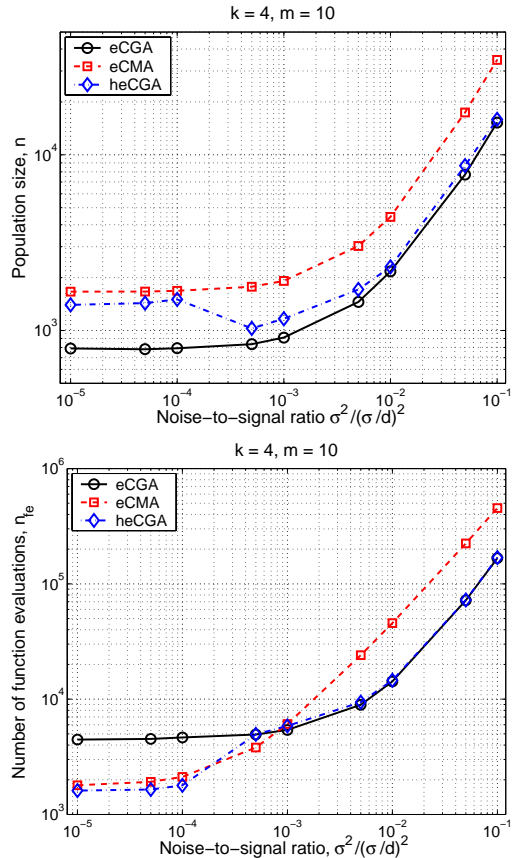 k = 4, m = 10
eCGA
eCMA
heCGA
Population size, n
10^4
10^3
10^−5
10^−4
10^−3
10^−2
10^−1
Noise−to−signal ratio σ^2/(σ/d)^2
k = 4, m = 10
eCGA
eCMA
heCGA
Number of function evaluations, n_fe
10^6
10^5
10^4
10^3
10^−5
10^−4
10^−3
10^−2
10^−1
Noise−to−signal ratio, σ^2/(σ/d)^2